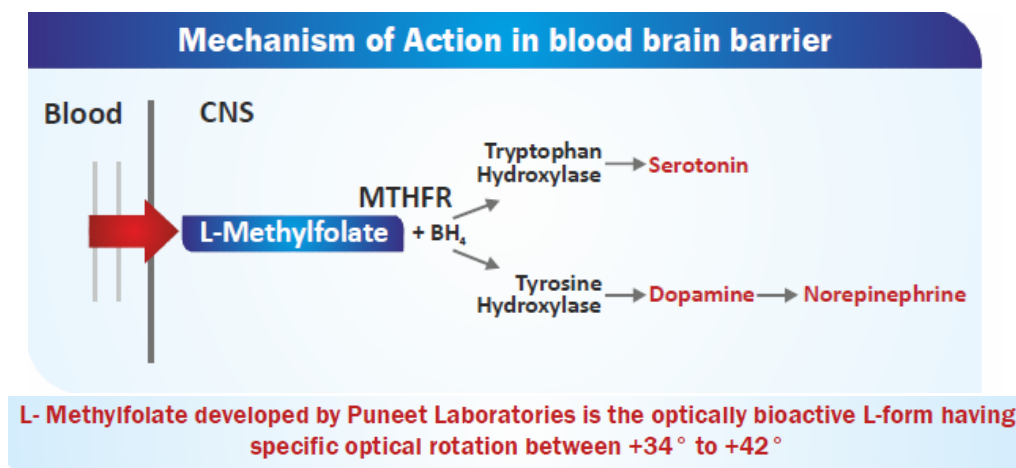 Mechanism of Action in blood brain barrier
Blood
CNS
Tryptophan
Hydroxylase
Serotonin
MTHFR
L-Methylfolate
+ BH₄
Tyrosine
Hydroxylase
Dopamine
Norepinephrine
L- Methylfolate developed by Puneet Laboratories is the optically bioactive L-form having
specific optical rotation between +34° to +42°